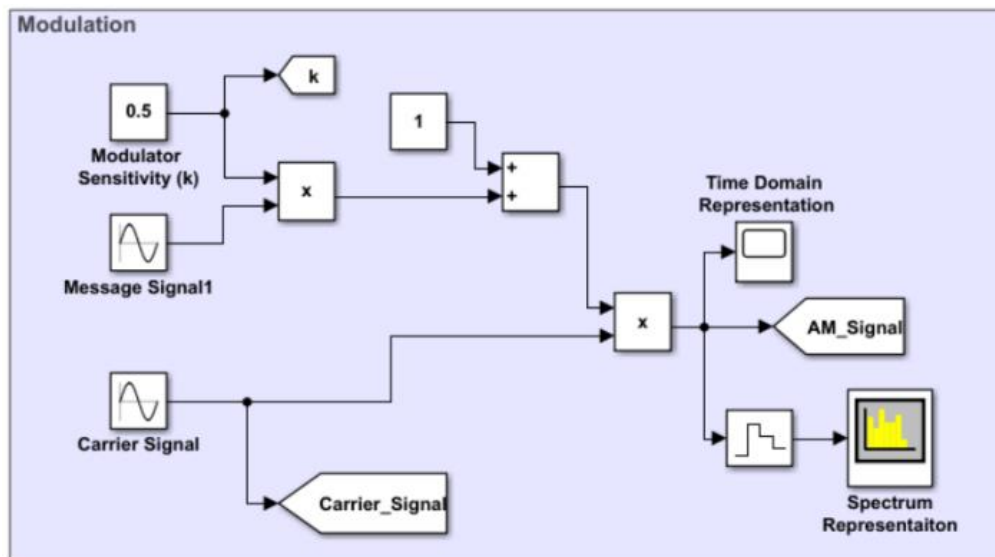 Modulation
k
0.5
1
Modulator
Sensitivity (k)
x
+
+
Time Domain
Representation
Message Signal1
x
AM_Signal
Carrier Signal
Carrier_Signal
Spectrum
Representaiton